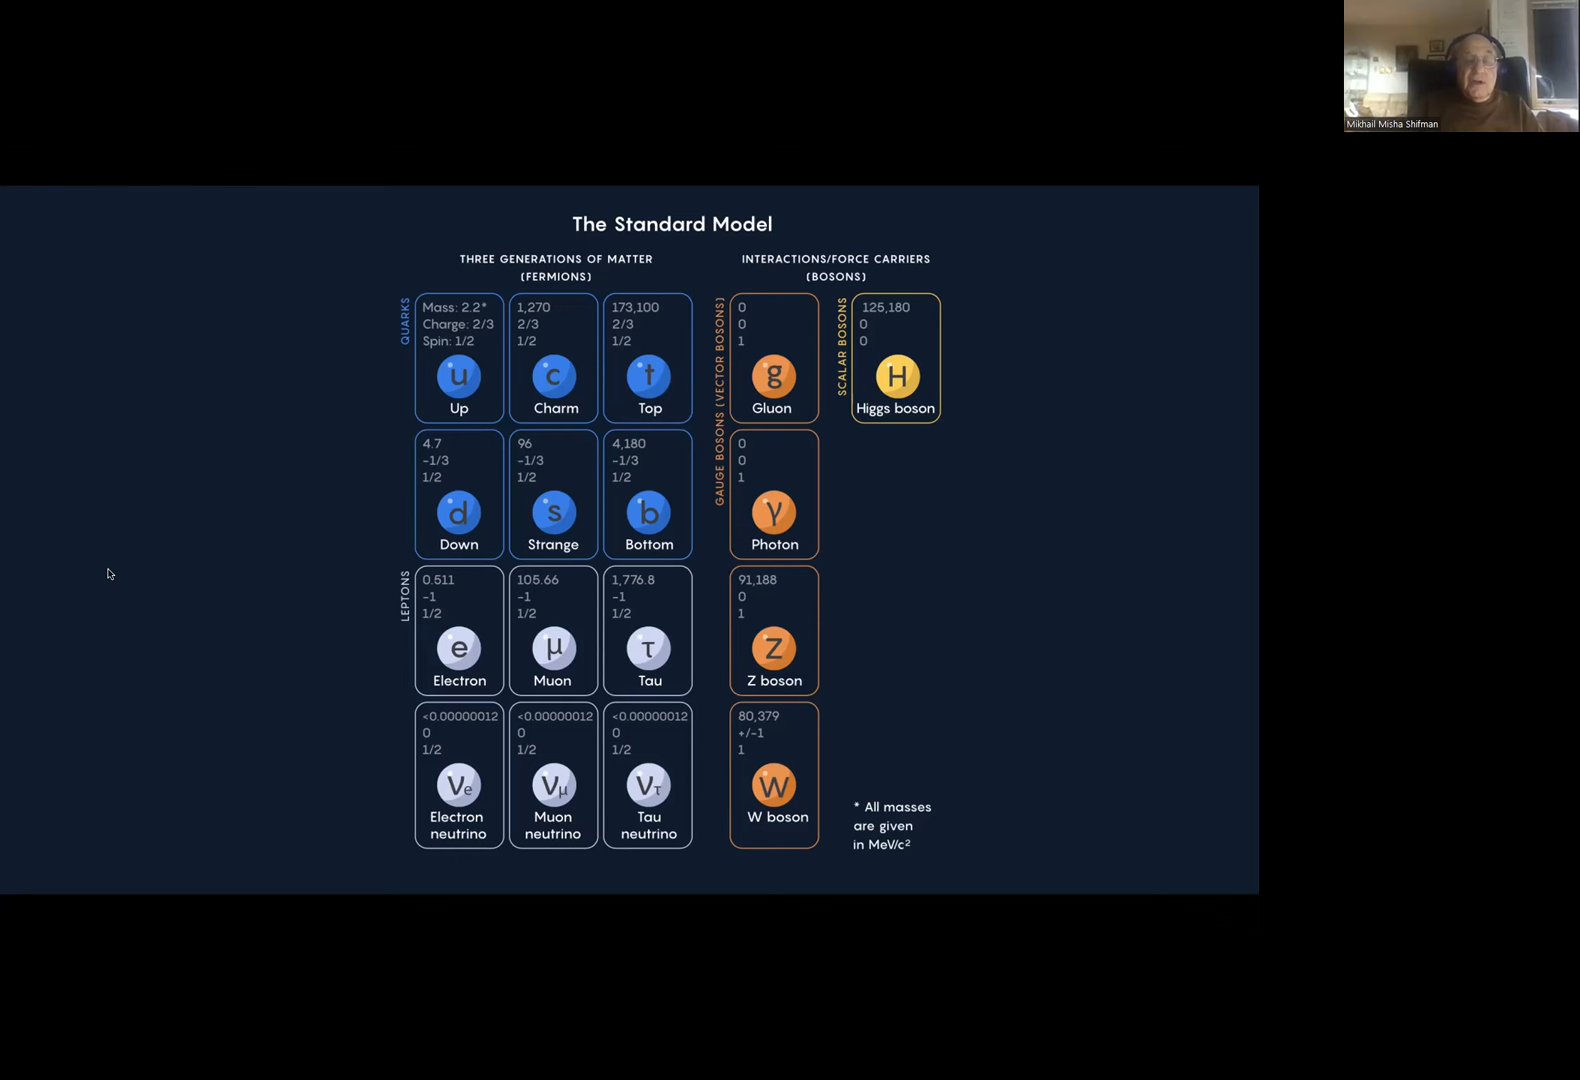 Mikhail Misha Shifman
The Standard Model
THREE GENERATIONS OF MATTER
(FERMIONS)
INTERACTIONS/FORCE CARRIERS
(BOSONS)
QUARKS
Mass: 2.2*
Charge: 2/3
Spin: 1/2
u
Up
1,270
2/3
1/2
c
Charm
173,100
2/3
1/2
t
Top
GAUGE BOSONS (VECTOR BOSONS)
0
0
1
g
Gluon
SCALAR BOSONS
125,180
0
0
H
Higgs boson
4.7
-1/3
1/2
d
Down
96
-1/3
1/2
s
Strange
4,180
-1/3
1/2
b
Bottom
0
0
1
γ
Photon
LEPTONS
0.511
-1
1/2
e
Electron
105.66
-1
1/2
μ
Muon
1,776.8
-1
1/2
τ
Tau
91,188
0
1
Z
Z boson
<0.00000012
0
1/2
νe
Electron
neutrino
<0.00000012
0
1/2
νμ
Muon
neutrino
<0.00000012
0
1/2
ντ
Tau
neutrino
80,379
+/-1
1
W
W boson
* All masses
are given
in MeV/c²